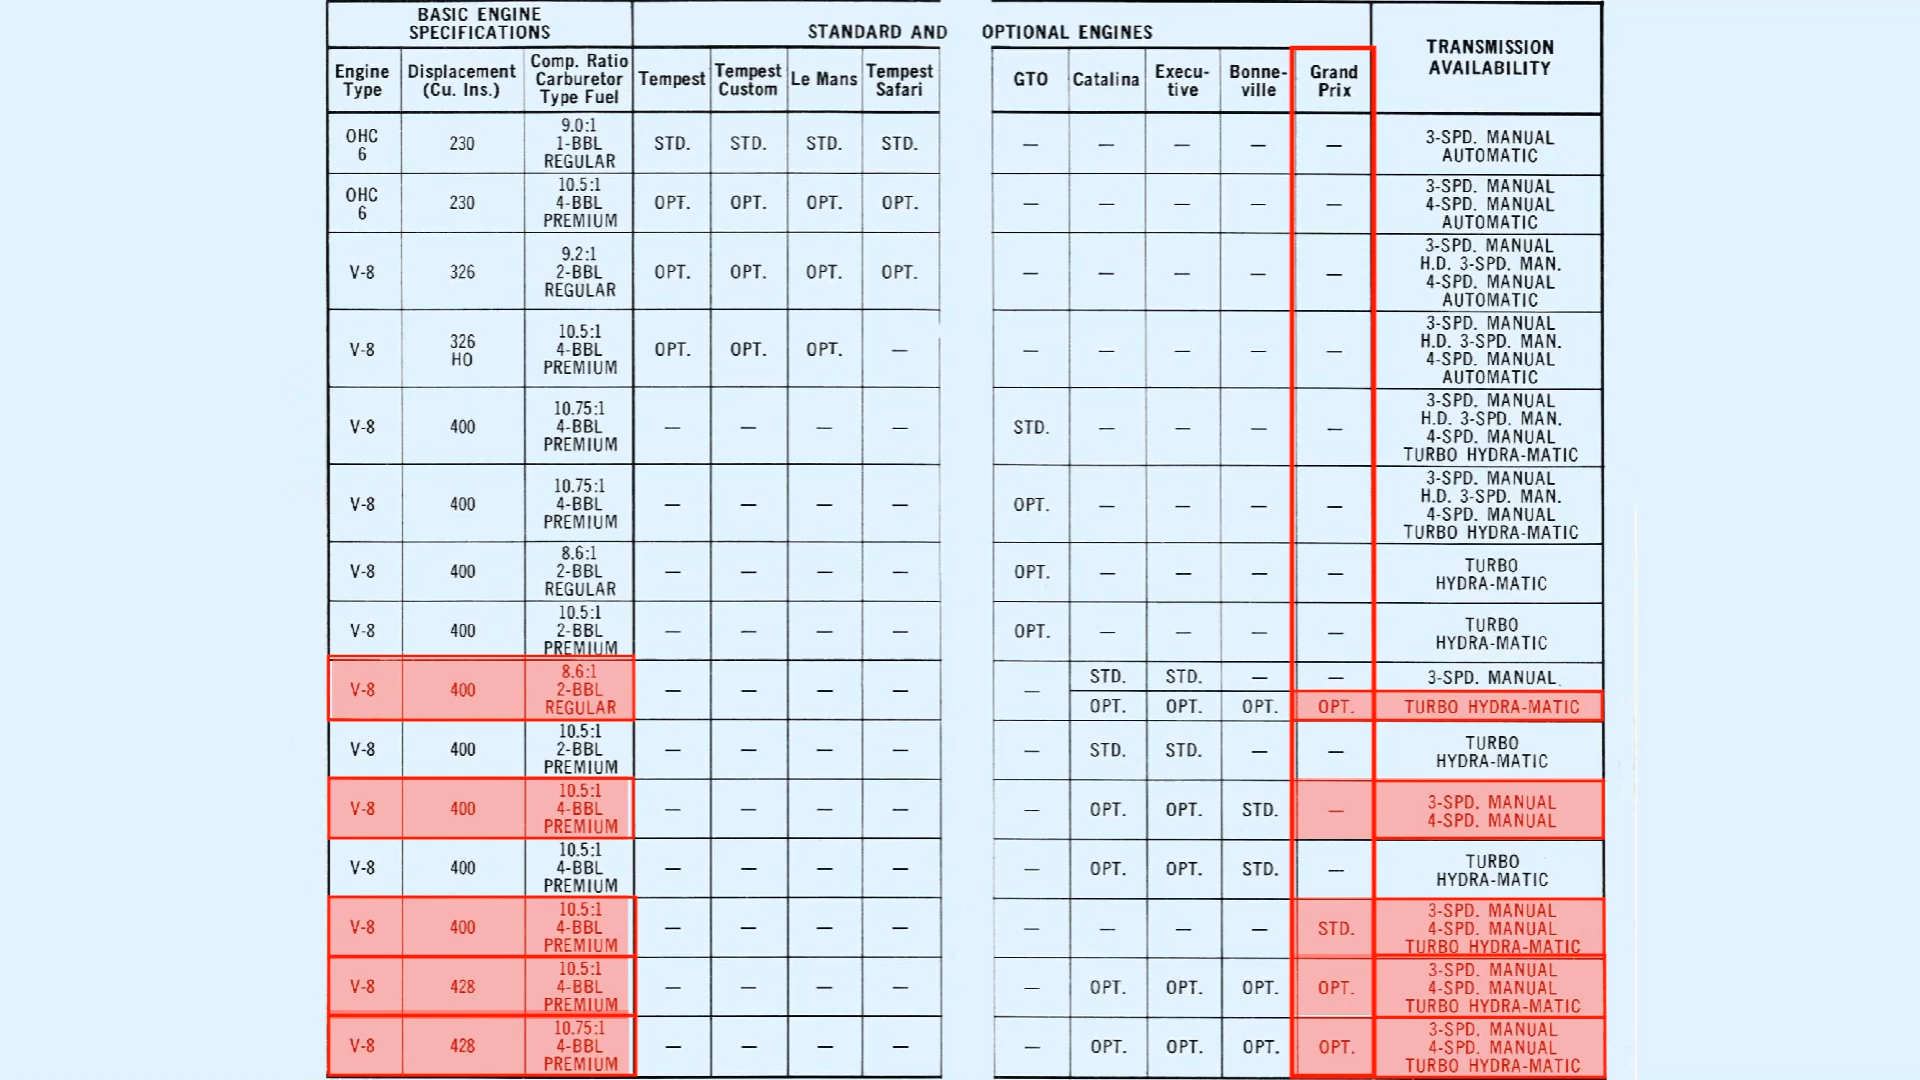 BASIC ENGINE
SPECIFICATIONS
STANDARD AND OPTIONAL ENGINES
TRANSMISSION
AVAILABILITY
Engine
Type
Displacement
(Cu. Ins.)
Comp. Ratio
Carburetor
Type Fuel
Tempest
Tempest
Custom
Le Mans
Tempest
Safari
GTO
Catalina
Execu-
tive
Bonne-
ville
Grand
Prix
OHC
6
230
9.0:1
1-BBL
REGULAR
STD. STD. STD. STD. — — — — —
3-SPD. MANUAL
AUTOMATIC
OHC
6
230
10.5:1
4-BBL
PREMIUM
OPT. OPT. OPT. OPT. — — — — —
3-SPD. MANUAL
4-SPD. MANUAL
AUTOMATIC
V-8
326
9.2:1
2-BBL
REGULAR
OPT. OPT. OPT. OPT. — — — — —
3-SPD. MANUAL
H.D. 3-SPD. MAN.
4-SPD. MANUAL
AUTOMATIC
V-8
326
HO
10.5:1
4-BBL
PREMIUM
OPT. OPT. OPT. — — — — — —
3-SPD. MANUAL
H.D. 3-SPD. MAN.
4-SPD. MANUAL
AUTOMATIC
V-8
400
10.75:1
4-BBL
PREMIUM
— — — — STD. — — — —
3-SPD. MANUAL
H.D. 3-SPD. MAN.
4-SPD. MANUAL
TURBO HYDRA-MATIC
V-8
400
10.75:1
4-BBL
PREMIUM
— — — — OPT. — — — —
3-SPD. MANUAL
H.D. 3-SPD. MAN.
4-SPD. MANUAL
TURBO HYDRA-MATIC
V-8
400
8.6:1
2-BBL
REGULAR
— — — — OPT. — — — —
TURBO
HYDRA-MATIC
V-8
400
10.5:1
2-BBL
PREMIUM
— — — — OPT. — — — —
TURBO
HYDRA-MATIC
V-8
400
8.6:1
2-BBL
REGULAR
— — — — —
STD. STD. — — 3-SPD. MANUAL
OPT. OPT. OPT. OPT. TURBO HYDRA-MATIC
V-8
400
10.5:1
2-BBL
PREMIUM
— — — — — STD. STD. — —
TURBO
HYDRA-MATIC
V-8
400
10.5:1
4-BBL
PREMIUM
— — — — — OPT. OPT. STD. —
3-SPD. MANUAL
4-SPD. MANUAL
V-8
400
10.5:1
4-BBL
PREMIUM
— — — — — OPT. OPT. STD. —
TURBO
HYDRA-MATIC
V-8
400
10.5:1
4-BBL
PREMIUM
— — — — — — — — STD.
3-SPD. MANUAL
4-SPD. MANUAL
TURBO HYDRA-MATIC
V-8
428
10.5:1
4-BBL
PREMIUM
— — — — — OPT. OPT. OPT. OPT.
3-SPD. MANUAL
4-SPD. MANUAL
TURBO HYDRA-MATIC
V-8
428
10.75:1
4-BBL
PREMIUM
— — — — — OPT. OPT. OPT. OPT.
3-SPD. MANUAL
4-SPD. MANUAL
TURBO HYDRA-MATIC